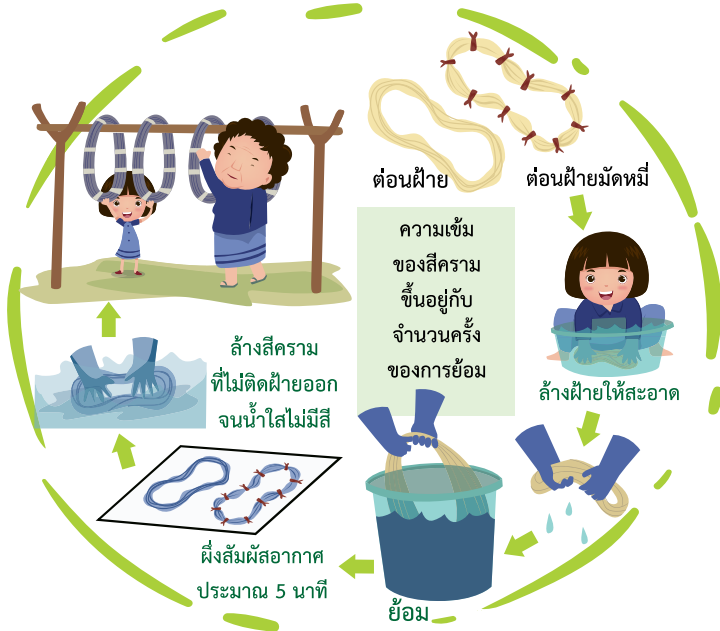 ต่อนฝ้าย
ต่อนฝ้ายมัดหมี่
ความเข้ม
ของสีคราม
ขึ้นอยู่กับ
จำนวนครั้ง
ของการย้อม
ล้างฝ้ายให้สะอาด
ย้อม
ผึ่งสัมผัสอากาศ
ประมาณ 5 นาที
ล้างสีคราม
ที่ไม่ติดฝ้ายออก
จนน้ำใสไม่มีสี